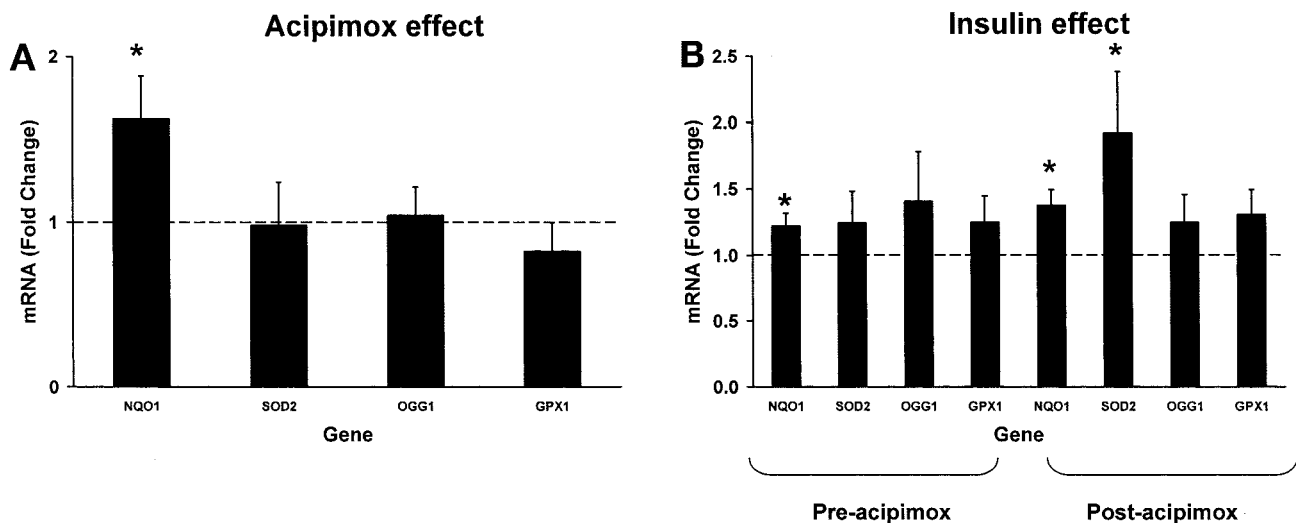 A
Acipimox effect
*
2
1
0
mRNA (Fold Change)
NQO1 SOD2 OGG1 GPX1
Gene
B
Insulin effect
*
*
*
2.5
2.0
1.5
1.0
0.5
0.0
mRNA (Fold Change)
NQO1 SOD2 OGG1 GPX1 NQO1 SOD2 OGG1 GPX1
Gene
Pre-acipimox Post-acipimox